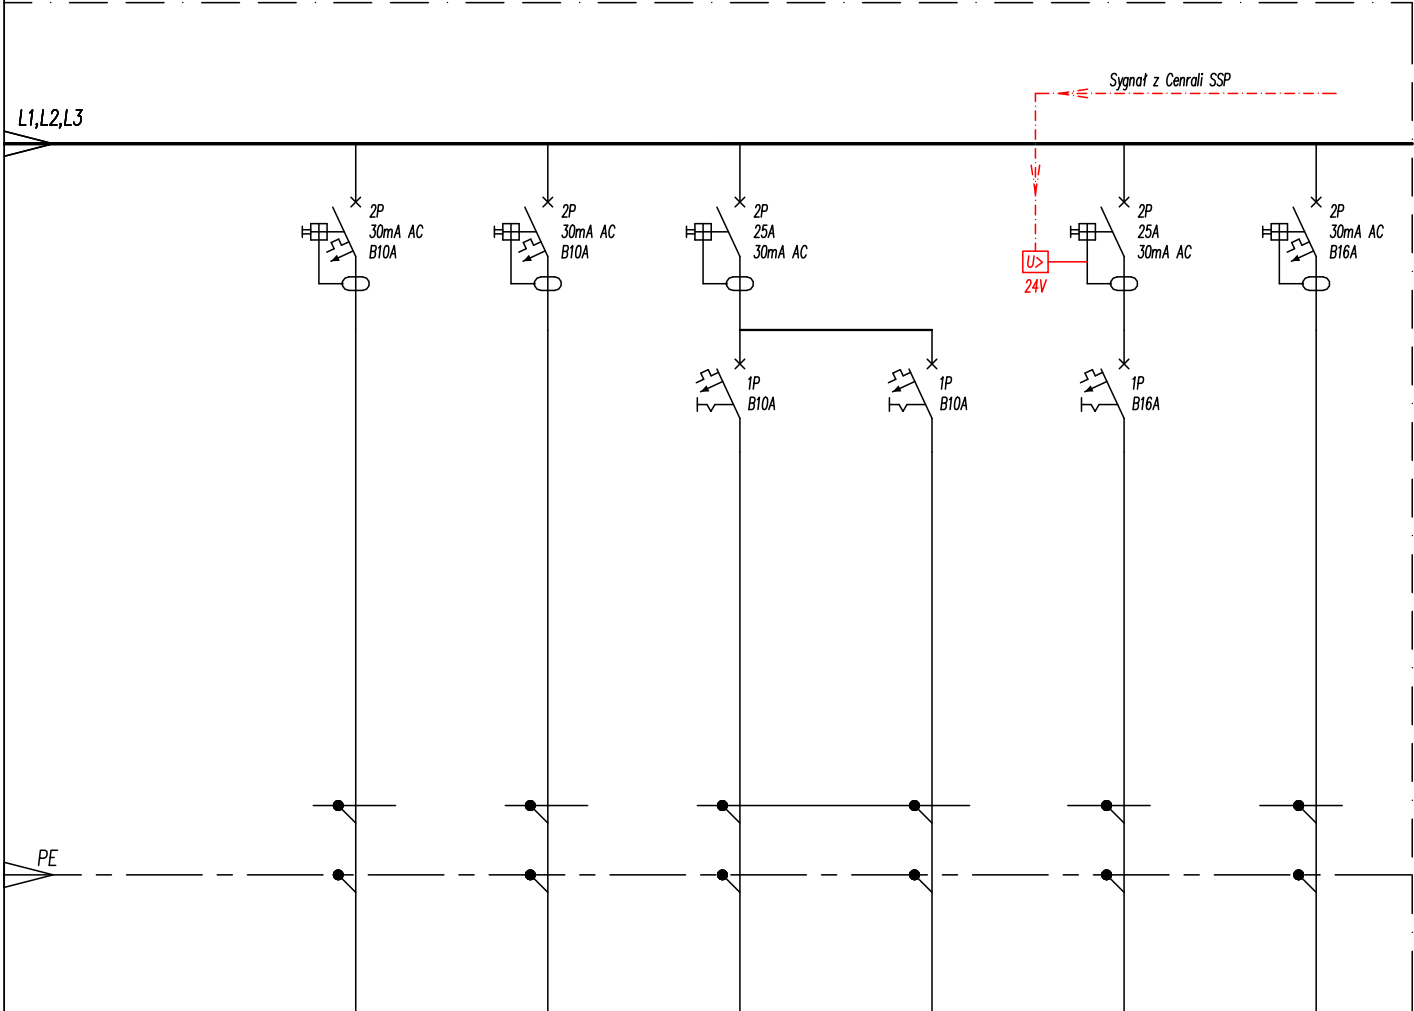 Sygnał z Cenrali SSP
L1,L2,L3
2P
30mA AC
B10A
2P
30mA AC
B10A
2P
25A
30mA AC
2P
25A
30mA AC
2P
30mA AC
B16A
U>
24V
1P
B10A
1P
B10A
1P
B16A
PE